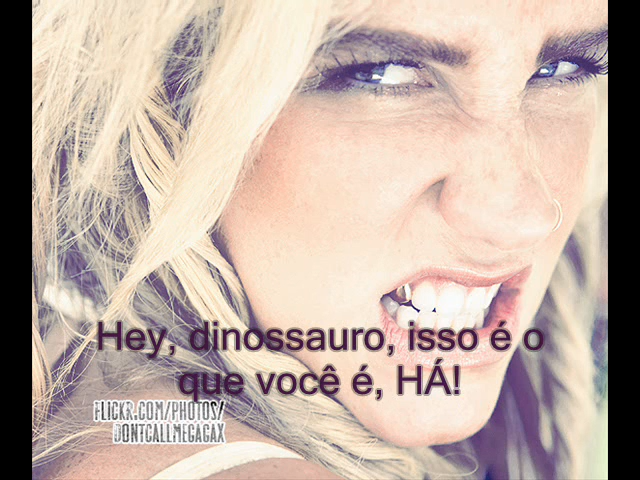 Hey, dinossauro, isso é o
que você é, HÁ!
FLICKR.COM/PHOTOS/
DONTCALLMEGAGAX